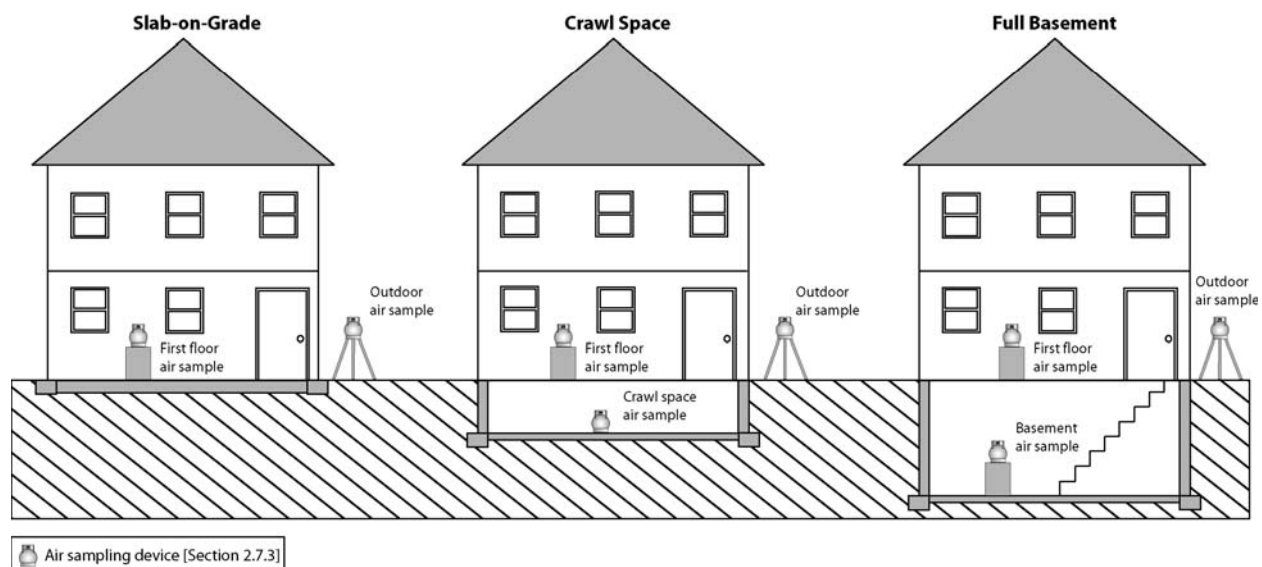 Slab-on-Grade
Crawl Space
Full Basement
Outdoor
air sample
First floor
air sample
Outdoor
air sample
First floor
air sample
Crawl space
air sample
Outdoor
air sample
First floor
air sample
Basement
air sample
Air sampling device [Section 2.7.3]